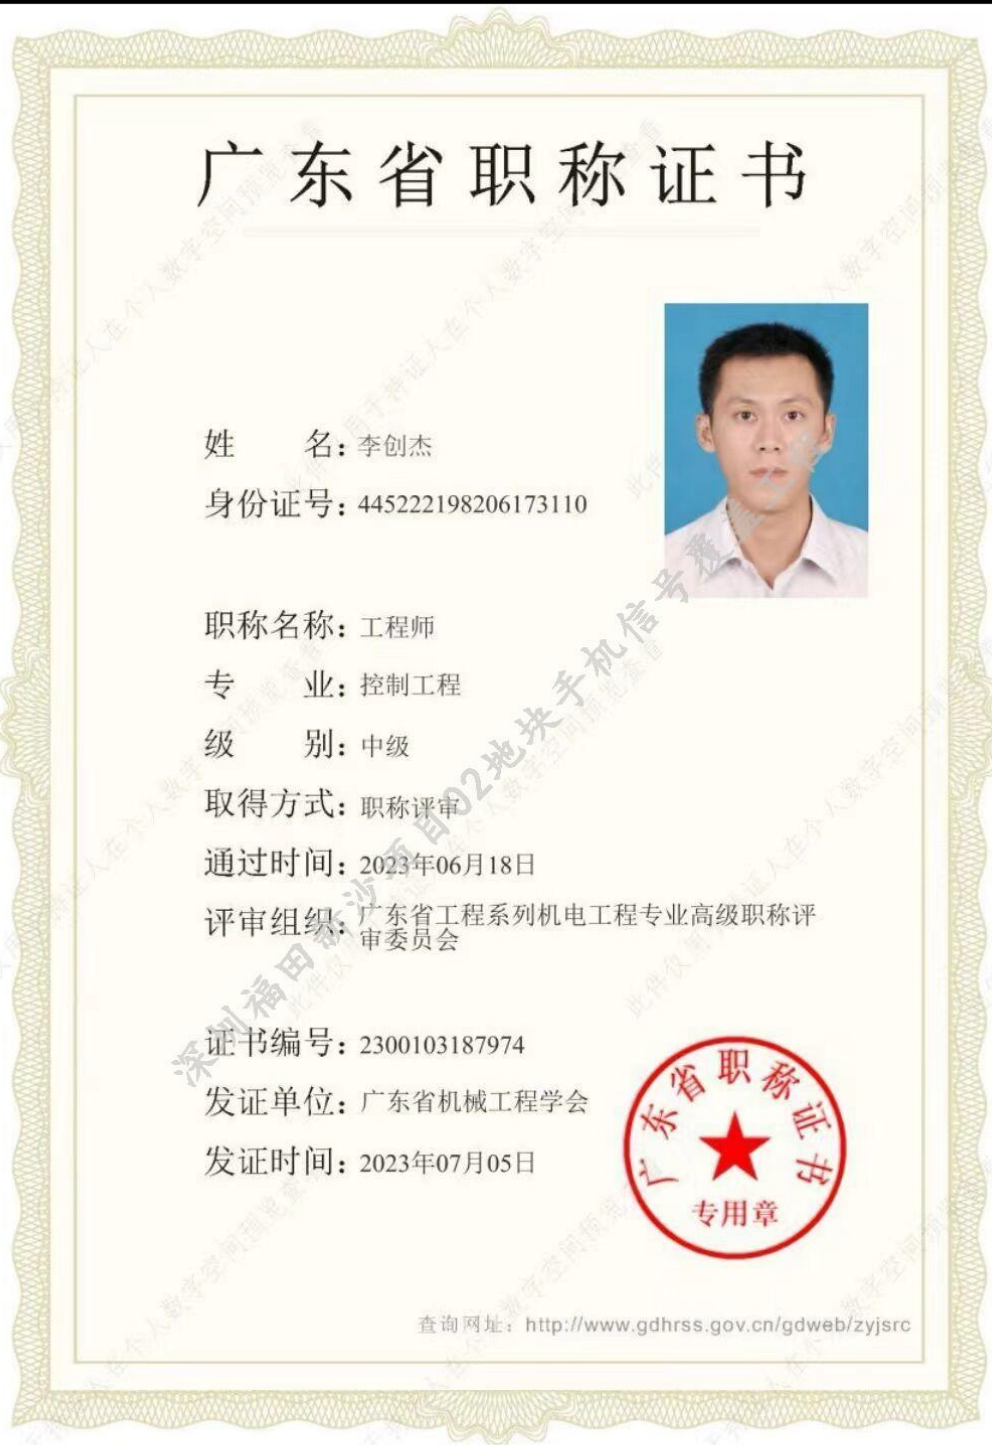 广东省职称证书
姓 名：李创杰
身份证号：445222198206173110
职称名称：工程师
专 业：控制工程
级 别：中级
取得方式：职称评审
通过时间：2023年06月18日
评审组织：广东省工程系列机电工程专业高级职称评
审委员会
证书编号：2300103187974
发证单位：广东省机械工程学会
发证时间：2023年07月05日
广东省职称证书
专用章
查询网址：http://www.gdhrss.gov.cn/gdweb/zyjsrc
深圳福田新沙项目02地块手机信号覆盖